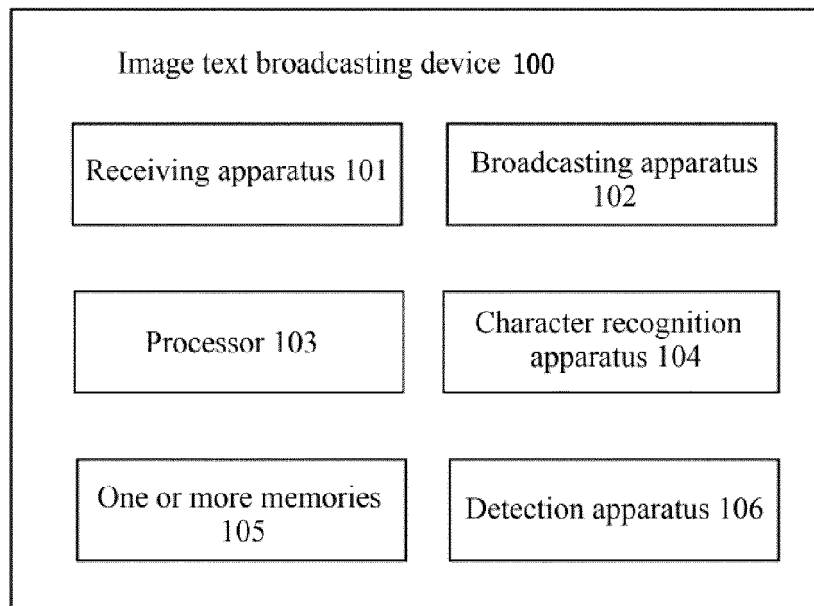 Image text broadcasting device 100
Receiving apparatus 101
Broadcasting apparatus
102
Processor 103
Character recognition
apparatus 104
One or more memories
105
Detection apparatus 106